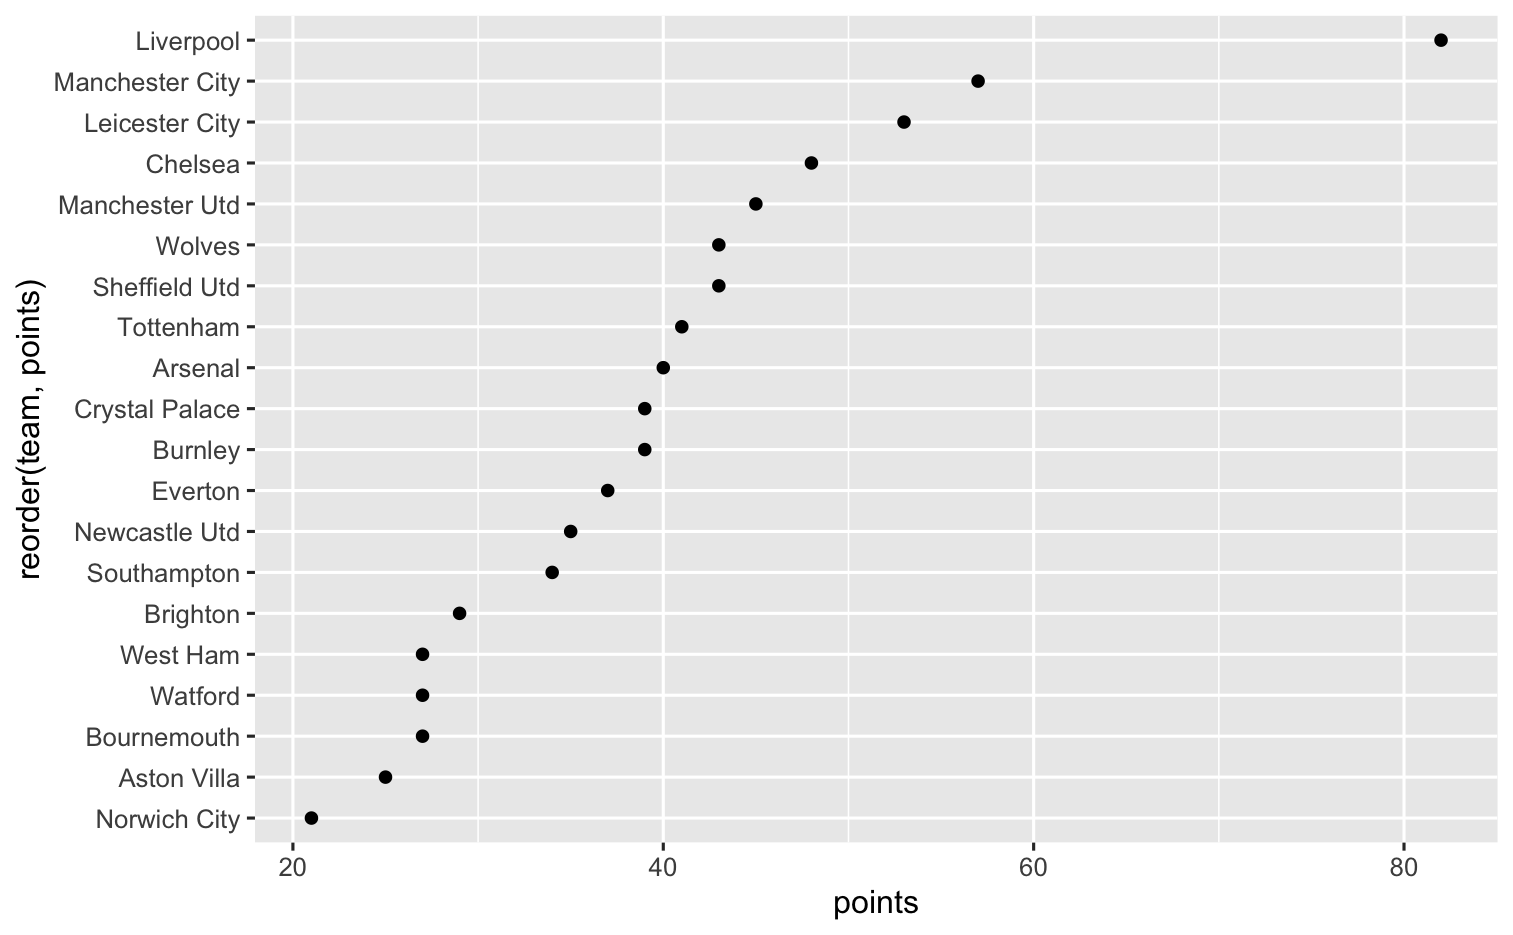 Liverpool
Manchester City
Leicester City
Chelsea
Manchester Utd
Wolves
Sheffield Utd
Tottenham
Arsenal
Crystal Palace
Burnley
Everton
Newcastle Utd
Southampton
Brighton
West Ham
Watford
Bournemouth
Aston Villa
Norwich City
reorder(team, points)
20 40 60 80
points